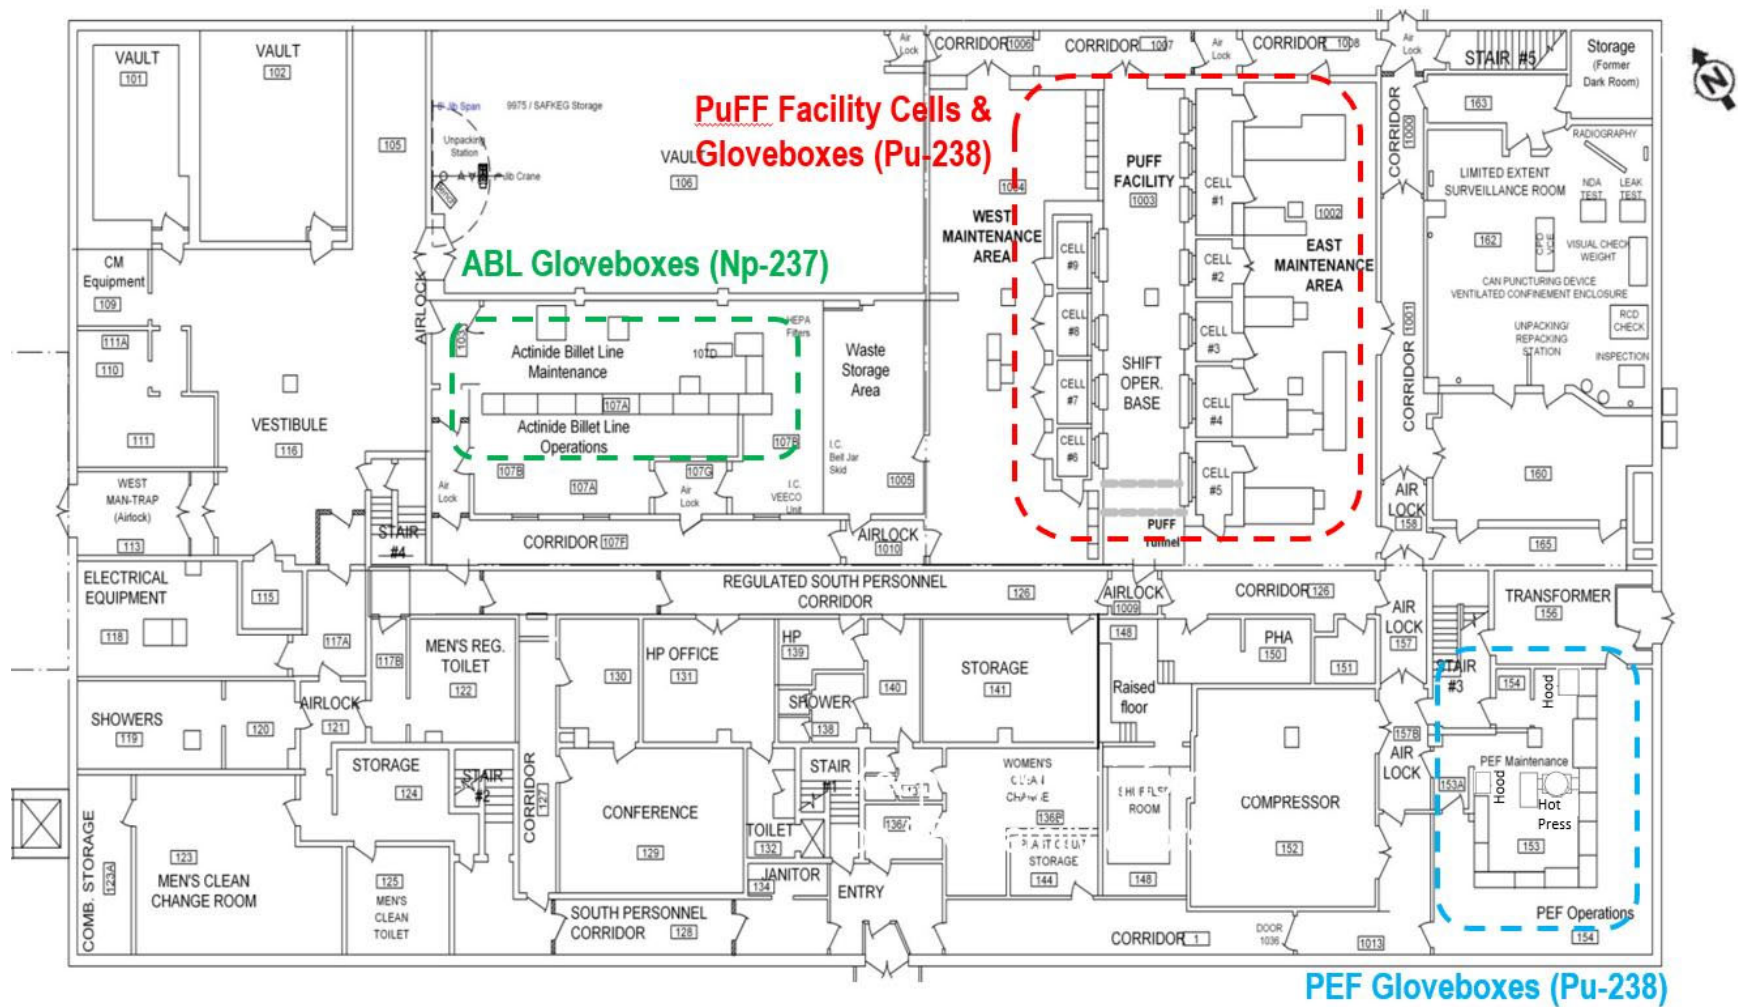 Air
Lock
CORRIDOR 1006
CORRIDOR 1007
Air
Lock
CORRIDOR 1008
Air
Lock
STAIR #5
Storage
(Former
Dark Room)
N
VAULT
101
VAULT
102
105
Jib Span
9975 / SAFKEG Storage
Unpacking
Station
Jib Crane
PuFF Facility Cells &
Gloveboxes (Pu-238)
VAULT
106
1004
WEST
MAINTENANCE
AREA
PUFF
FACILITY
1003
CELL
#1
CELL
#2
CELL
#3
CELL
#4
CELL
#5
CELL
#9
CELL
#8
CELL
#7
CELL
#6
SHIFT
OPER.
BASE
PUFF
Tunnel
1002
EAST
MAINTENANCE
AREA
CORRIDOR
1000
163
RADIOGRAPHY
LIMITED EXTENT
SURVEILLANCE ROOM
NDA
TEST
LEAK
TEST
162
VISUAL CHECK
WEIGHT
CAN PUNCTURING DEVICE
VENTILATED CONFINEMENT ENCLOSURE
RCD
CHECK
UNPACKING/
REPACKING
STATION
INSPECTION
CORRIDOR 1001
160
AIR
LOCK
158
165
ABL Gloveboxes (Np-237)
CM
Equipment
109
111A
110
111
AIRLOCK
VESTIBULE
116
HEPA
Filters
Actinide Billet Line
Maintenance
107D
107A
Actinide Billet Line
Operations
107B
107B
107A
107G
Air
Lock
Air
Lock
I.C.
VEECO
Unit
Waste
Storage
Area
I.C.
Bell Jar
Skid
1005
WEST
MAN-TRAP
(Airlock)
113
STAIR
#4
CORRIDOR 107F
AIRLOCK
1010
ELECTRICAL
EQUIPMENT
118
115
117A
117B
REGULATED SOUTH PERSONNEL
CORRIDOR
126
AIRLOCK
1009
CORRIDOR 126
AIR
LOCK
157
TRANSFORMER
156
STAIR
#3
MEN'S REG.
TOILET
122
130
HP OFFICE
131
HP
139
SHOWER
138
140
STORAGE
141
148
Raised
floor
PHA
150
151
154
Hood
SHOWERS
119
120
AIRLOCK
121
STORAGE
124
STAIR
#2
CORRIDOR
127
CONFERENCE
129
STAIR
#1
TOILET
132
JANITOR
134
136A
WOMEN'S
136B
STORAGE
144
ROOM
148
COMPRESSOR
152
157B
AIR
LOCK
153A
PEF Maintenance
Hood
Hot
Press
153
COMB. STORAGE
123A
123
MEN'S CLEAN
CHANGE ROOM
125
MEN'S
CLEAN
TOILET
SOUTH PERSONNEL
CORRIDOR 128
ENTRY
CORRIDOR 1
DOOR
1036
1013
PEF Operations
154
PEF Gloveboxes (Pu-238)